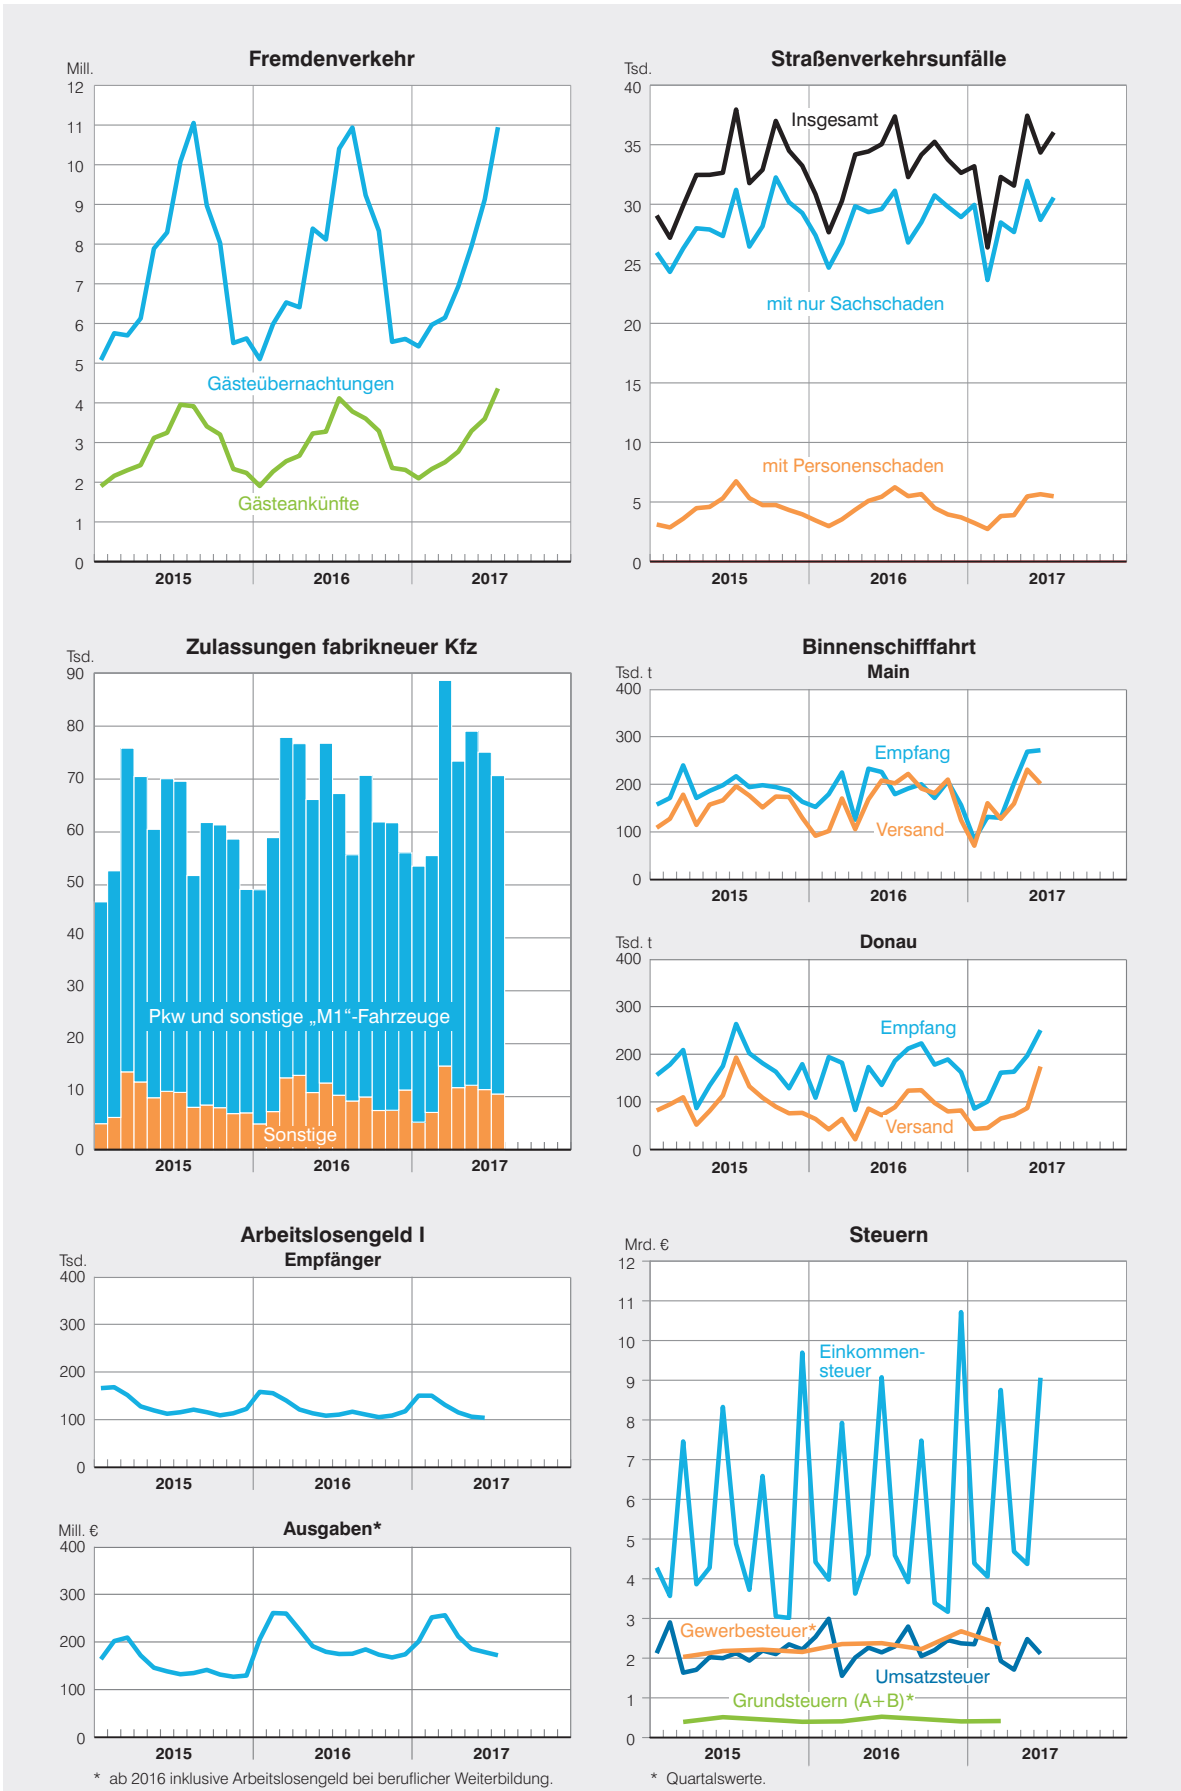 Fremdenverkehr
Mill.
12
11
10
9
8
7
6
5
4
3
2
1
0
Gästeübernachtungen
Gästeankünfte
2015 2016 2017
Straßenverkehrsunfälle
Tsd.
40
35
30
25
20
15
10
5
0
Insgesamt
mit nur Sachschaden
mit Personenschaden
2015 2016 2017
Zulassungen fabrikneuer Kfz
Tsd.
90
80
70
60
50
40
30
20
10
0
Pkw und sonstige „M1“-Fahrzeuge
Sonstige
2015 2016 2017
Binnenschifffahrt
Main
Tsd. t
400
300
200
100
0
Empfang
Versand
2015 2016 2017
Donau
Tsd. t
400
300
200
100
0
Empfang
Versand
2015 2016 2017
Arbeitslosengeld I
Empfänger
Tsd.
400
300
200
100
0
2015 2016 2017
Ausgaben*
Mill. €
400
300
200
100
0
2015 2016 2017
* ab 2016 inklusive Arbeitslosengeld bei beruflicher Weiterbildung.
Steuern
Mrd. €
12
11
10
9
8
7
6
5
4
3
2
1
0
Einkommen-
steuer
Gewerbesteuer*
Umsatzsteuer
Grundsteuern (A+B)*
2015 2016 2017
* Quartalswerte.